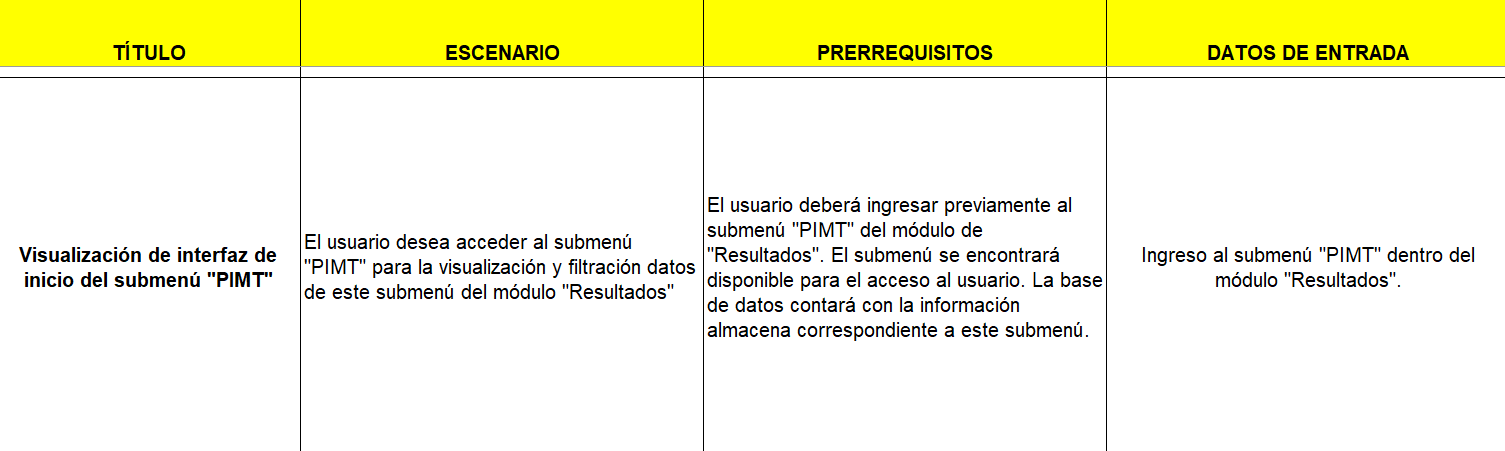 TÍTULO
ESCENARIO
PRERREQUISITOS
DATOS DE ENTRADA
Visualización de interfaz de
inicio del submenú "PIMT"
El usuario desea acceder al submenú
"PIMT" para la visualización y filtración datos
de este submenú del módulo "Resultados"
El usuario deberá ingresar previamente al
submenú "PIMT" del módulo de
"Resultados". El submenú se encontrará
disponible para el acceso al usuario. La base
de datos contará con la información
almacena correspondiente a este submenú.
Ingreso al submenú "PIMT" dentro del
módulo "Resultados".